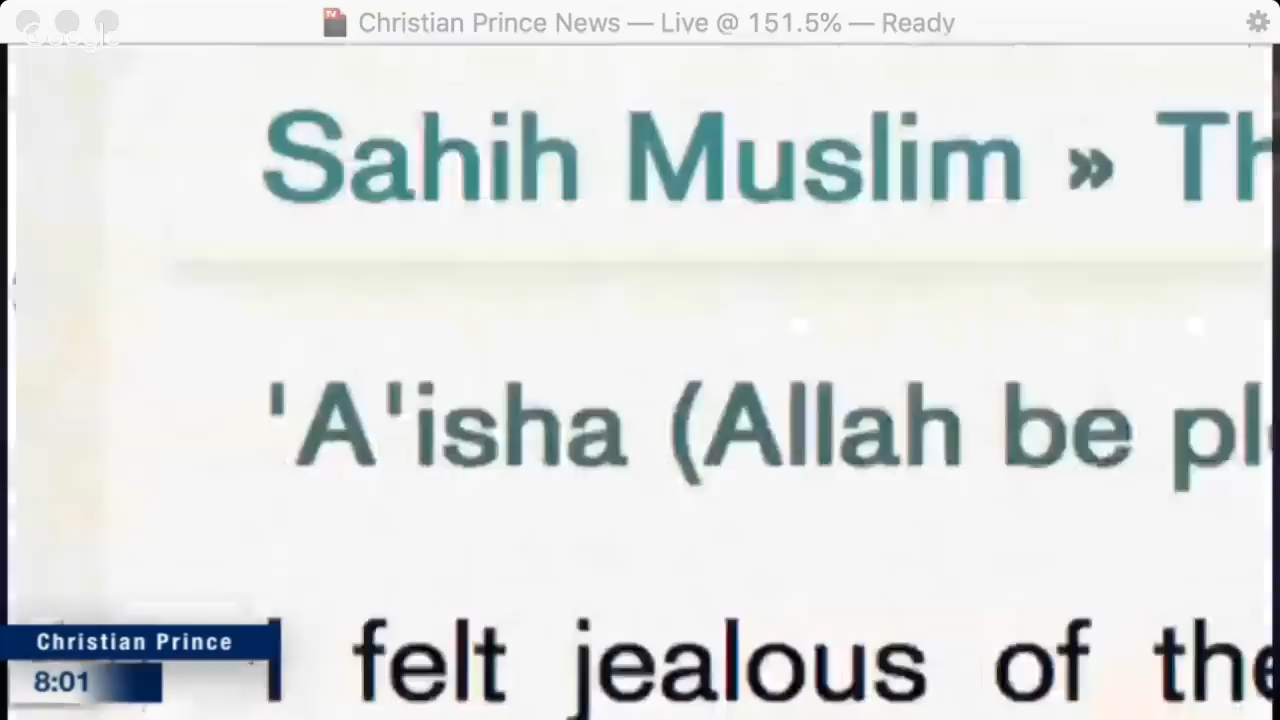 Christian Prince News — Live @ 151.5% — Ready
Google
Sahih Muslim » Th
'A'isha (Allah be pl
I felt jealous of the
Christian Prince
8:01